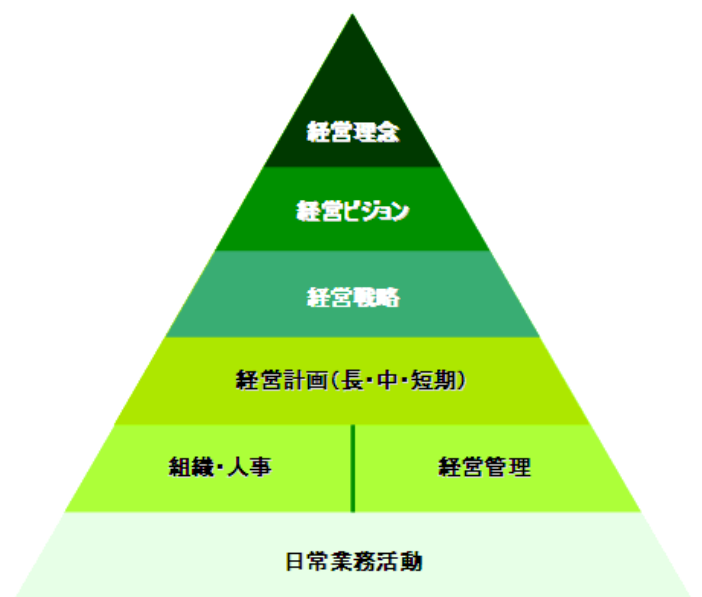 経営理念
経営ビジョン
経営戦略
経営計画(長・中・短期)
組織・人事
経営管理
日常業務活動